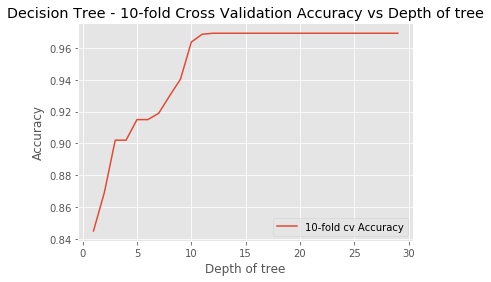 Decision Tree - 10-fold Cross Validation Accuracy vs Depth of tree
0.96
0.94
0.92
0.90
0.88
0.86
0.84
Accuracy
10-fold cv Accuracy
0 5 10 15 20 25 30
Depth of tree